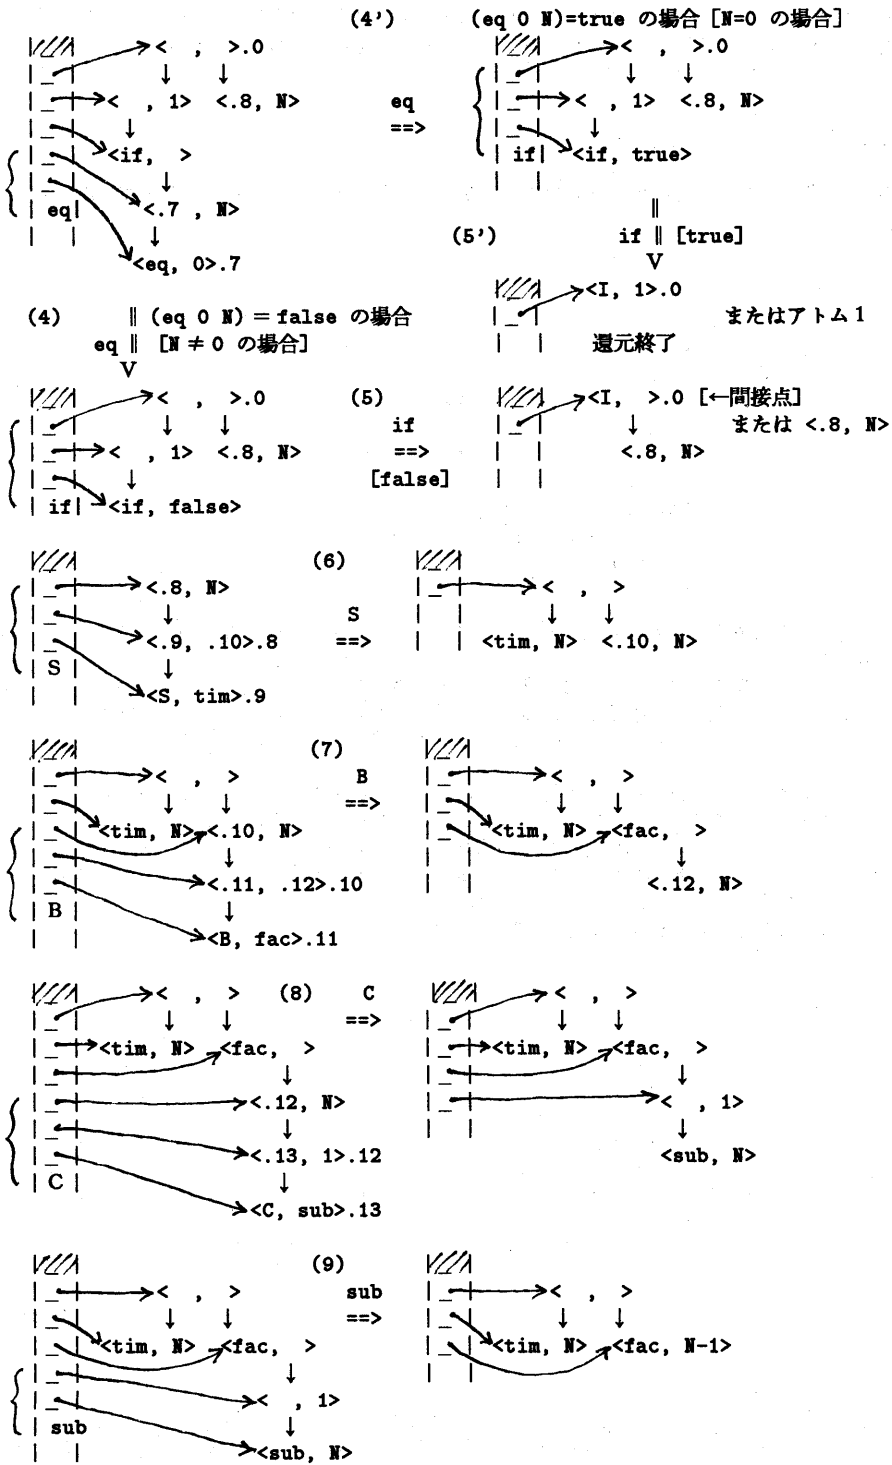 (4') (eq 0 N)=true の場合 [N=0 の場合]
< , >.0 < , >.0
< , 1> <.8, N> eq < , 1> <.8, N>
==>
<if, > if <if, true>
eq <.7 , N>
(5') if [true]
<eq, 0>.7
<I, 1>.0
(4) (eq 0 N) = false の場合 またはアトム 1
eq [N ≠ 0 の場合] 還元終了
< , >.0 (5) <I, >.0 [←間接点]
if または <.8, N>
< , 1> <.8, N> ==> <.8, N>
[false]
if <if, false>
(6)
<.8, N> < , >
S
<.9, .10>.8 ==> <tim, N> <.10, N>
S
<S, tim>.9
(7)
< , > B < , >
==>
<tim, N> <.10, N> <tim, N> <fac, >
<.11, .12>.10 <.12, N>
B
<B, fac>.11
< , > (8) C < , >
==>
<tim, N> <fac, > <tim, N> <fac, >
<.12, N> < , 1>
<.13, 1>.12 <sub, N>
C
<C, sub>.13
(9)
< , > sub < , >
==>
<tim, N> <fac, > <tim, N> <fac, N-1>
< , 1>
sub
<sub, N>